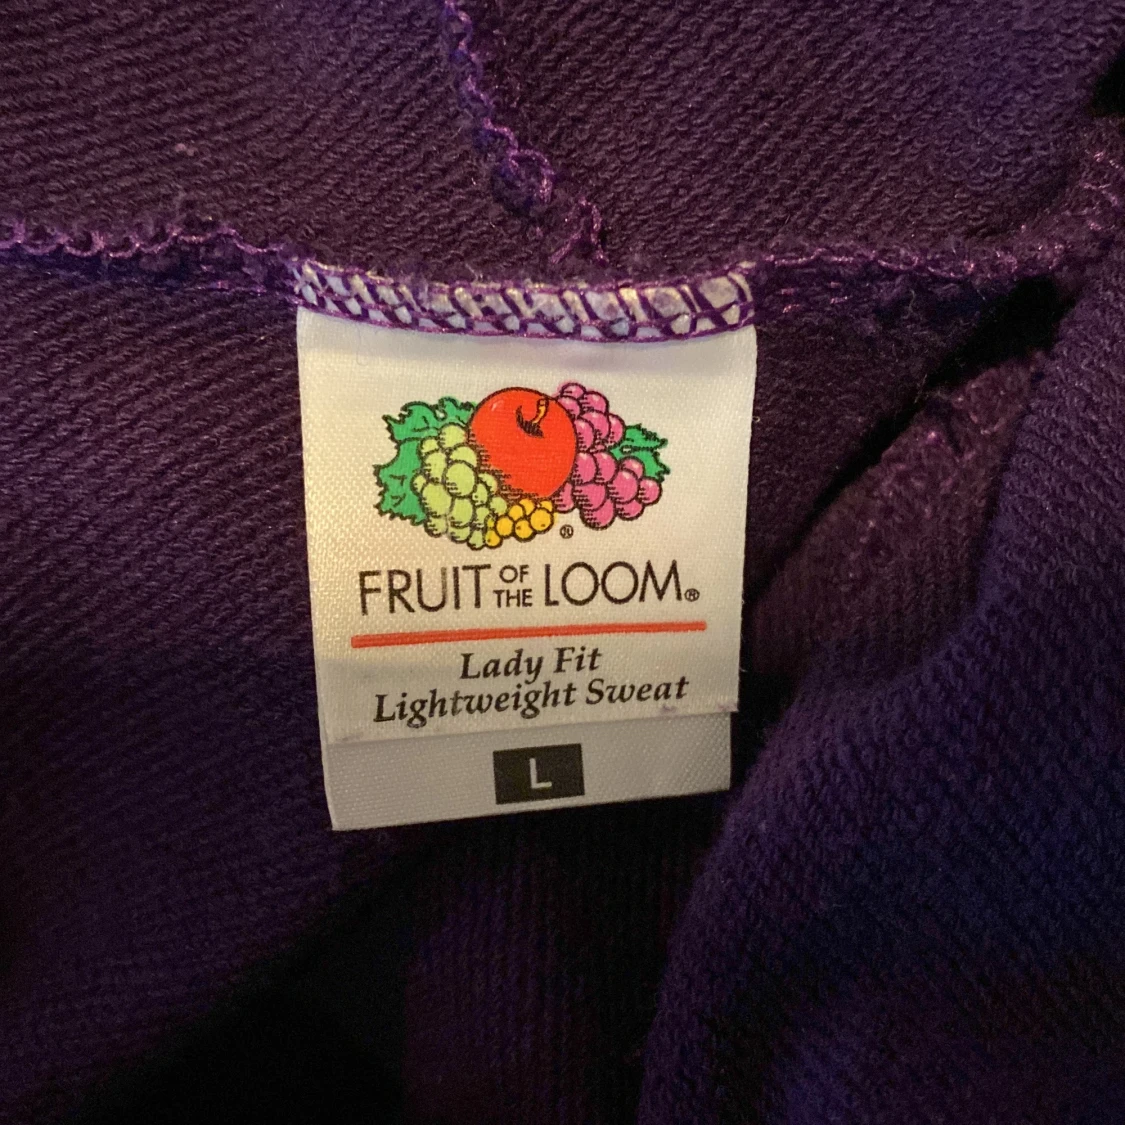 ®
FRUIT OF THE LOOM®
Lady Fit
Lightweight Sweat
L